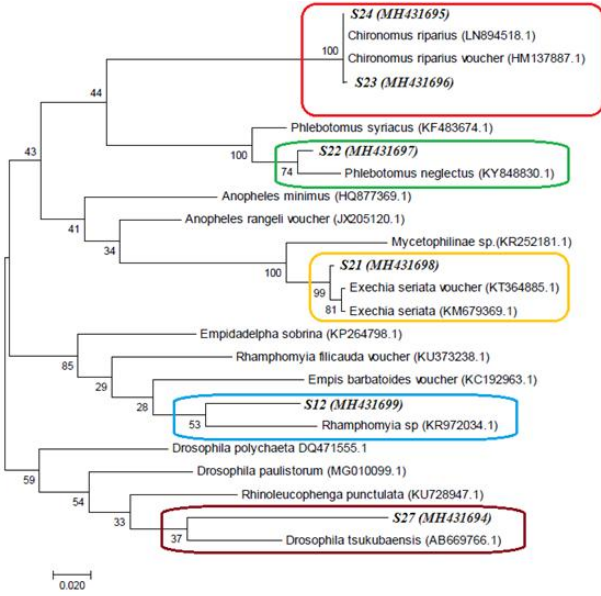 S24 (MH431695)
Chironomus riparius (LN894518.1)
100
Chironomus riparius voucher (HM137887.1)
S23 (MH431696)
44
Phlebotomus syriacus (KF483674.1)
43
100
S22 (MH431697)
74
Phlebotomus neglectus (KY848830.1)
Anopheles minimus (HQ877369.1)
41
Anopheles rangeli voucher (JX205120.1)
34
Mycetophilinae sp.(KR252181.1)
100
S21 (MH431698)
99
Exechia seriata voucher (KT364885.1)
81
Exechia seriata (KM679369.1)
Empidadelpha sobrina (KP264798.1)
85
Rhamphomyia filicauda voucher (KU373238.1)
29
Empis barbatoides voucher (KC192963.1)
28
S12 (MH431699)
53
Rhamphomyia sp (KR972034.1)
Drosophila polychaeta DQ471555.1
59
Drosophila paulistorum (MG010099.1)
54
Rhinoleucophenga punctulata (KU728947.1)
33
S27 (MH431694)
37
Drosophila tsukubaensis (AB669766.1)
0.020